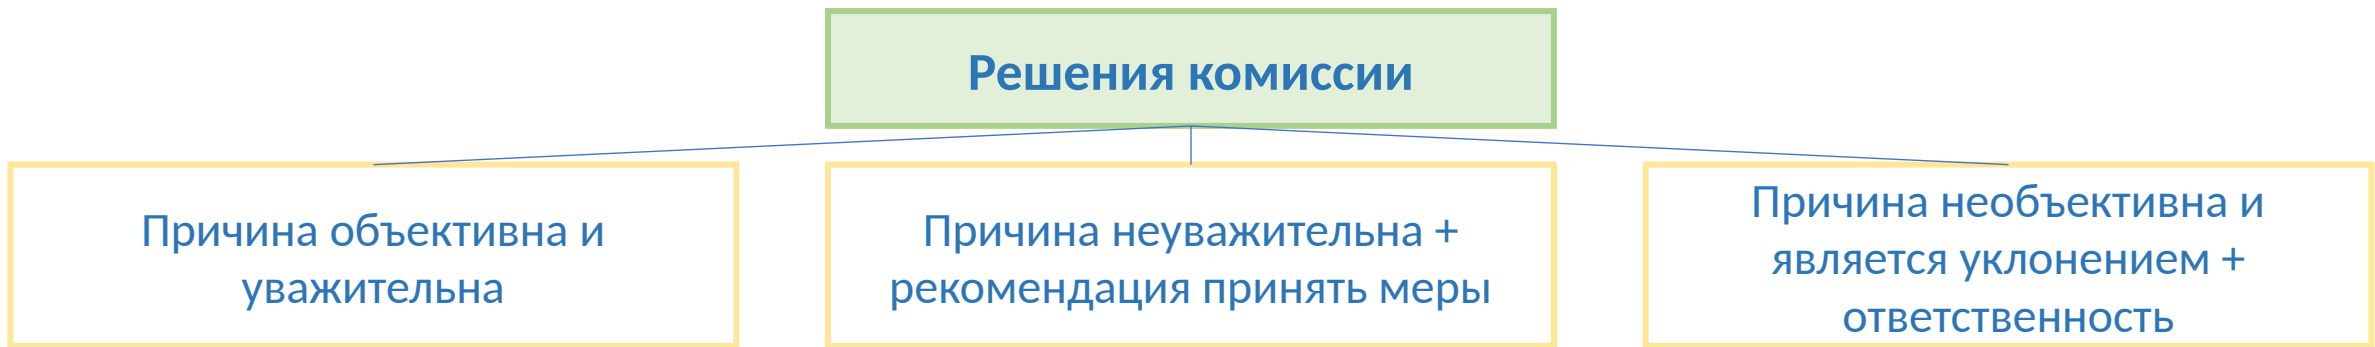 Решения комиссии
Причина объективна и
уважительна
Причина неуважительна +
рекомендация принять меры
Причина необъективна и
является уклонением +
ответственность